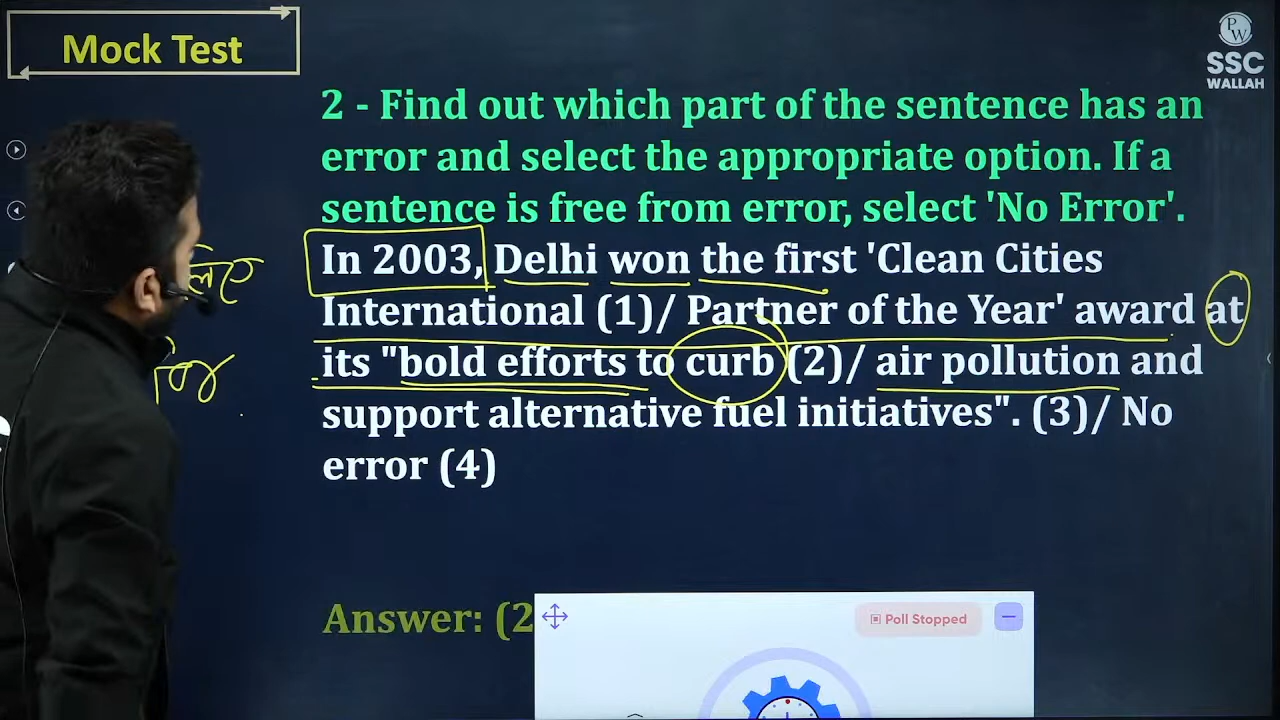 Mock Test
PW
SSC
WALLAH
2 - Find out which part of the sentence has an
error and select the appropriate option. If a
sentence is free from error, select 'No Error'.
In 2003, Delhi won the first 'Clean Cities
International (1)/ Partner of the Year' award at
its "bold efforts to curb (2)/ air pollution and
support alternative fuel initiatives". (3)/ No
error (4)
Answer: (2
Poll Stopped